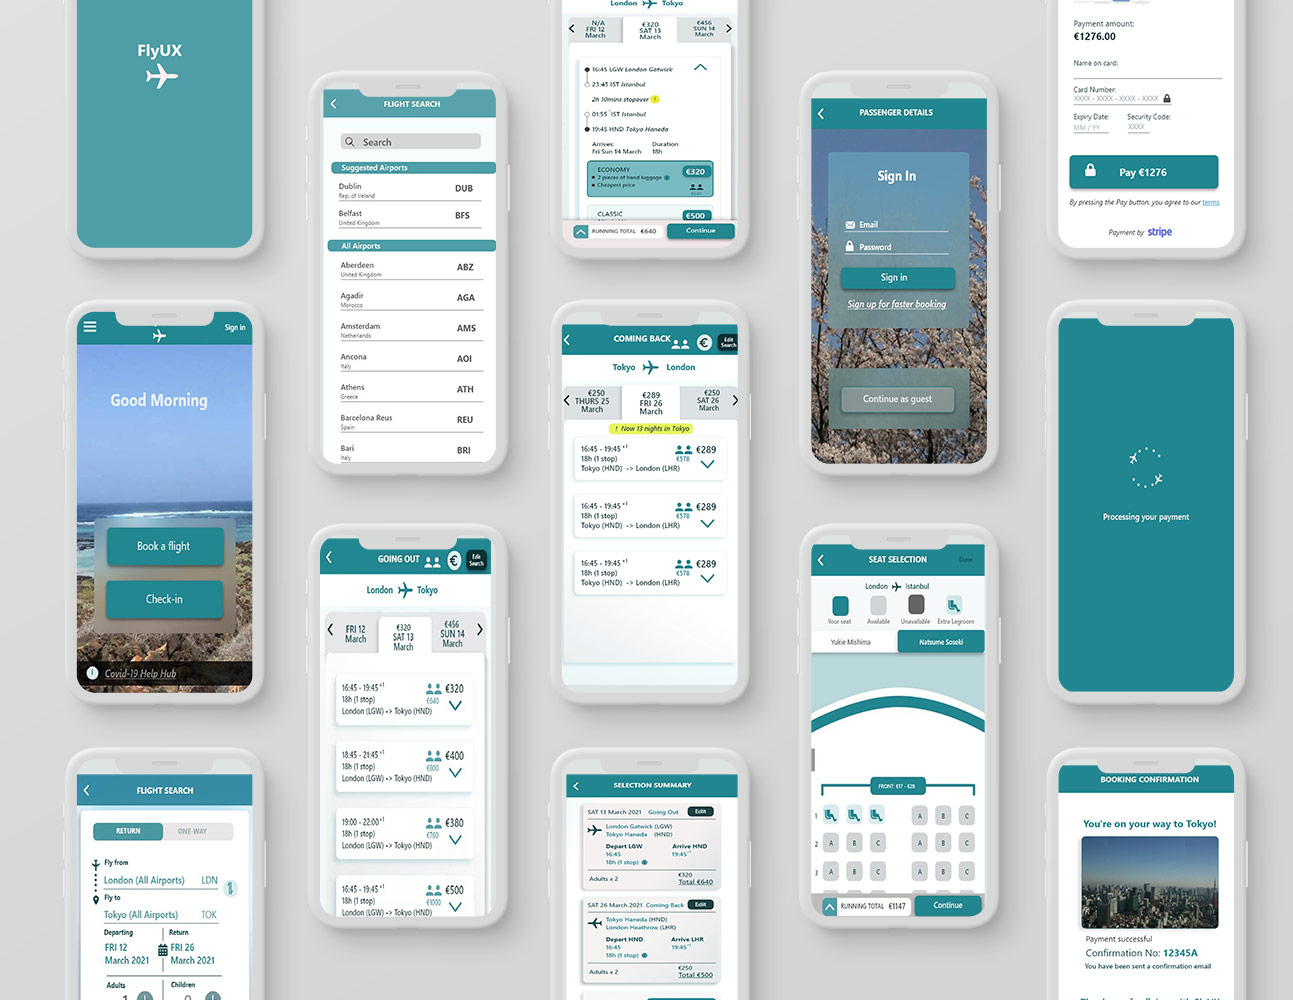 FlyUX
Sign in
Good Morning
Book a flight
Check-in
Covid-19 Help Hub
FLIGHT SEARCH
RETURN
ONE-WAY
Fly from
London (All Airports) LDN
Fly to
Tokyo (All Airports) TOK
Departing Return
FRI 12 FRI 26
March 2021 March 2021
Adults Children
FLIGHT SEARCH
Search
Suggested Airports
Dublin DUB
Rep. of Ireland
Belfast BFS
United Kingdom
All Airports
Aberdeen ABZ
United Kingdom
Agadir AGA
Morocco
Amsterdam AMS
Netherlands
Ancona AOI
Italy
Athens ATH
Greece
Barcelona Reus REU
Spain
Bari BRI
Italy
GOING OUT € Edit Search
London Tokyo
FRI 12 March
€320 SAT 13 March
€456 SUN 14 March
16:45 - 19:45 +1 €320
18h (1 stop) €640
London (LGW) -> Tokyo (HND)
18:45 - 21:45 +1 €400
18h (1 stop) €800
London (LGW) -> Tokyo (HND)
19:00 - 22:00 +1 €380
18h (1 stop) €760
London (LGW) -> Tokyo (HND)
16:45 - 19:45 +1 €500
18h (1 stop) €1000
London (LGW) -> Tokyo (HND)
London Tokyo
N/A FRI 12 March
€320 SAT 13 March
€456 SUN 14 March
16:45 LGW London Gatwick
23:45 IST Istanbul
2h 10mins stopover !
01:55 +1 IST Istanbul
19:45 HND Tokyo Haneda
Arrives: Duration
Fri Sun 14 March 18h
ECONOMY €320
2 pieces of hand luggage
Cheapest price €640
CLASSIC €500
RUNNING TOTAL €640 Continue
COMING BACK € Edit Search
Tokyo London
€250 THURS 25 March
€289 FRI 26 March
€250 SAT 26 March
! Now 13 nights in Tokyo
16:45 - 19:45 +1 €289
18h (1 stop) €578
Tokyo (HND) -> London (LHR)
16:45 - 19:45 +1 €289
18h (1 stop) €578
Tokyo (HND) -> London (LHR)
16:45 - 19:45 +1 €289
18h (1 stop) €578
Tokyo (HND) -> London (LHR)
SELECTION SUMMARY
SAT 13 March 2021 Going Out Edit
London Gatwick (LGW)
Tokyo Haneda (HND)
Depart LGW Arrive HND
16:45 19:45 +1
18h (1 stop)
€320
Adults x 2 Total €640
SAT 26 March 2021 Coming Back Edit
Tokyo Haneda (HND)
London Heathrow (LHR)
Depart HND Arrive LHR
16:45 19:45 +1
18h (1 stop)
€250
Adults x 2 Total €500
PASSENGER DETAILS
Sign In
Email
Password
Sign in
Sign up for faster booking
Continue as guest
SEAT SELECTION Done
London Istanbul
Your seat Available Unavailable Extra Legroom
Yukie Mishima Natsume Soseki
FRONT: €17 - €28
1 A B C
2 A B C A B C
3 A B C A B C
RUNNING TOTAL €1147 Continue
Payment amount:
€1276.00
Name on card:
Card Number:
XXXX - XXXX - XXXX - XXXX
Expiry Date: Security Code:
MM / YY XXXX
Pay €1276
By pressing the Pay button, you agree to our terms
Payment by stripe
Processing your payment
BOOKING CONFIRMATION
You're on your way to Tokyo!
Payment successful
Confirmation No: 12345A
You have been sent a confirmation email